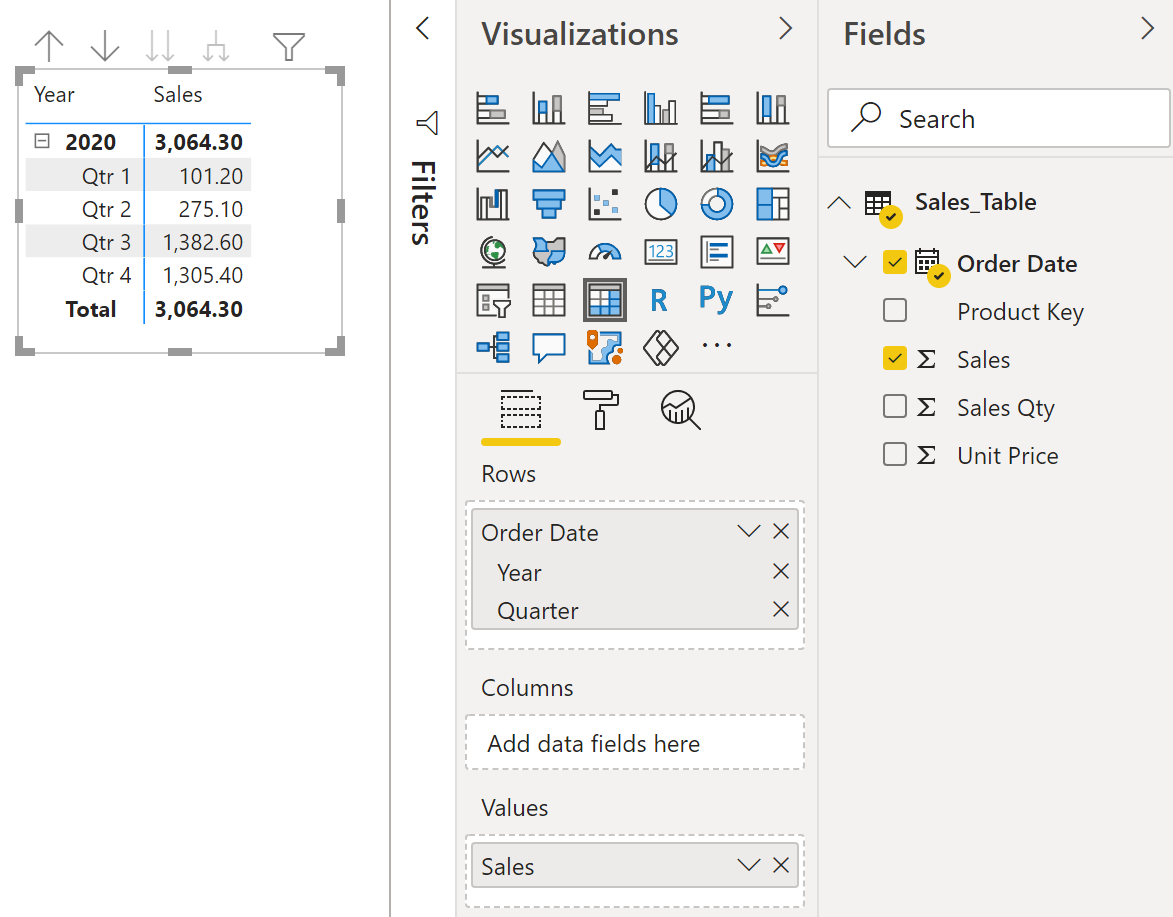 Year Sales
2020 3,064.30
Qtr 1 101.20
Qtr 2 275.10
Qtr 3 1,382.60
Qtr 4 1,305.40
Total 3,064.30
Filters
Visualizations
123
R Py
...
Rows
Order Date
Year
Quarter
Columns
Add data fields here
Values
Sales
Fields
Search
Sales_Table
Order Date
Product Key
Σ Sales
Σ Sales Qty
Σ Unit Price